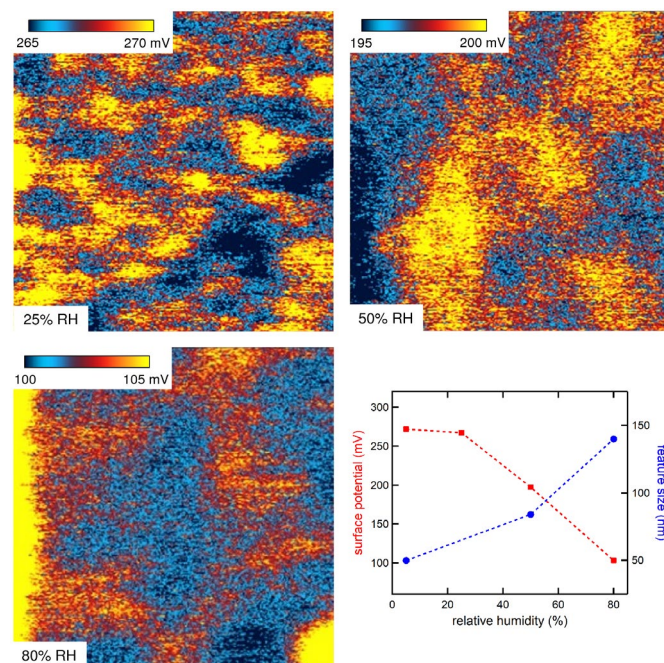 265 270 mV
25% RH
195 200 mV
50% RH
100 105 mV
80% RH
surface potential (mV)
300
250
200
150
100
150
100
50
feature size (nm)
0 20 40 60 80
relative humidity (%)